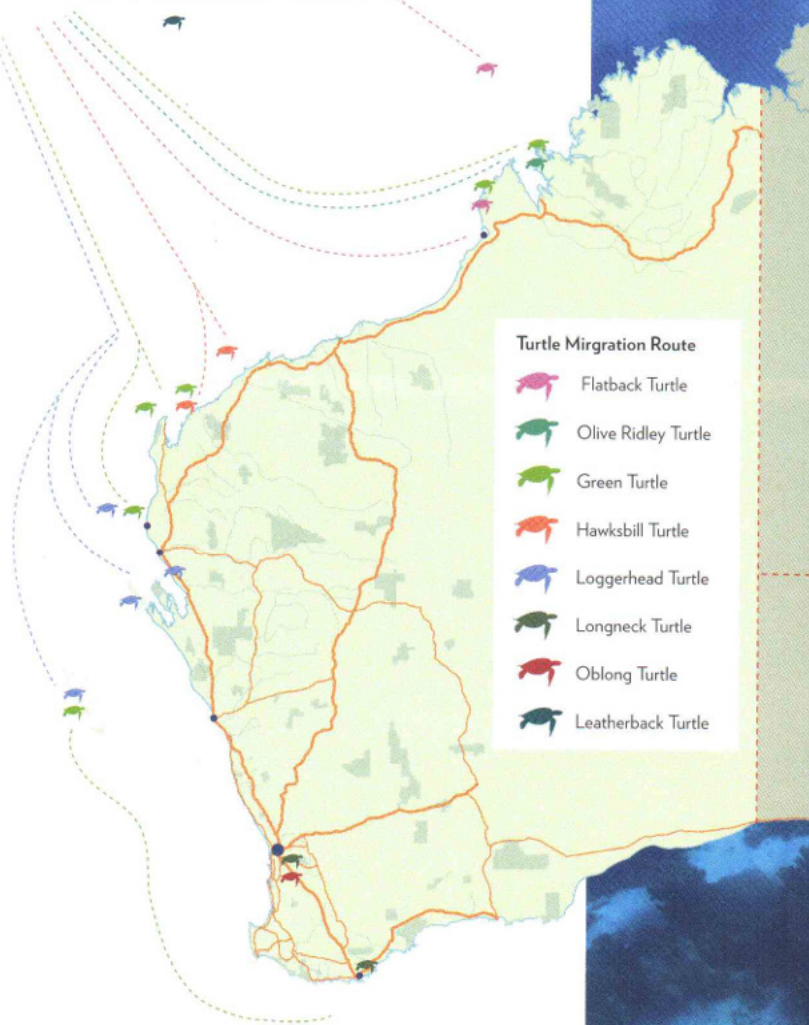 Turtle Mirgration Route
Flatback Turtle
Olive Ridley Turtle
Green Turtle
Hawksbill Turtle
Loggerhead Turtle
Longneck Turtle
Oblong Turtle
Leatherback Turtle